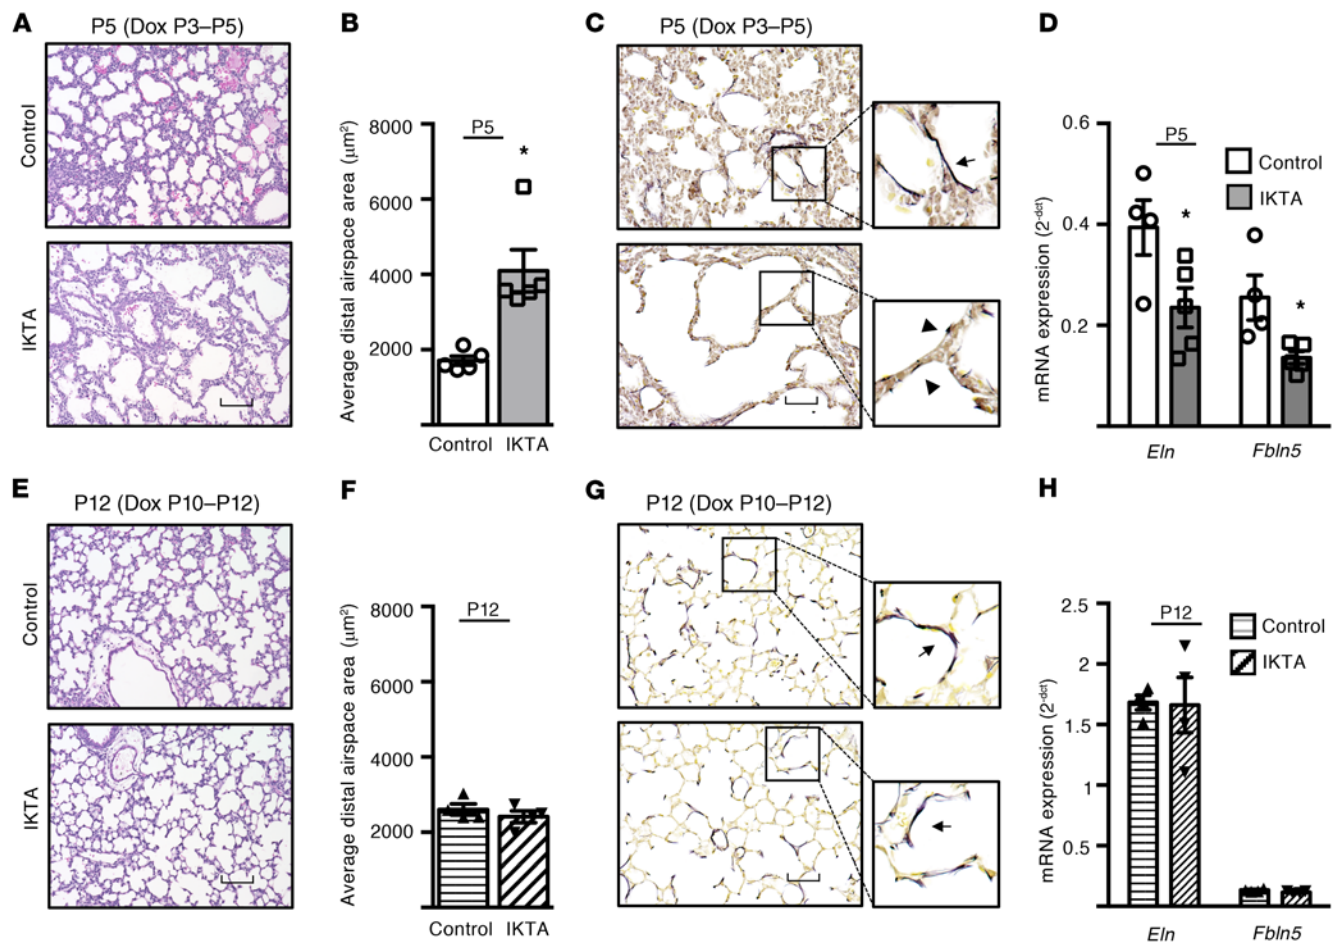 A
P5 (Dox P3–P5)
Control
IKTA
B
Average distal airspace area (µm²)
8000
6000
4000
2000
P5
*
Control
IKTA
C
P5 (Dox P3–P5)
D
mRNA expression (2^-dct)
0.6
0.4
0.2
P5
*
*
Control
IKTA
Eln
Fbln5
E
P12 (Dox P10–P12)
Control
IKTA
F
Average distal airspace area (µm²)
8000
6000
4000
2000
P12
Control
IKTA
G
P12 (Dox P10–P12)
H
mRNA expression (2^-dct)
2.5
2
1.5
1
0.5
P12
Control
IKTA
Eln
Fbln5